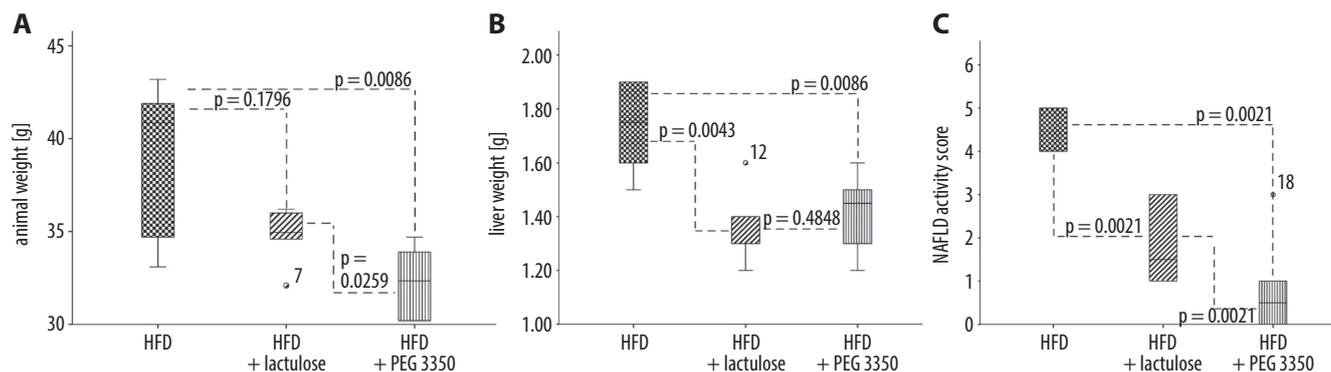 A
animal weight [g]
45
40
35
30
p = 0.0086
p = 0.1796
p =
0.0259
7
HFD
HFD
+ lactulose
HFD
+ PEG 3350
B
liver weight [g]
2.00
1.80
1.60
1.40
1.20
1.00
p = 0.0086
p = 0.0043
12
p = 0.4848
HFD
HFD
+ lactulose
HFD
+ PEG 3350
C
NAFLD activity score
6
5
4
3
2
1
0
p = 0.0021
18
p = 0.0021
p = 0.0021
HFD
HFD
+ lactulose
HFD
+ PEG 3350